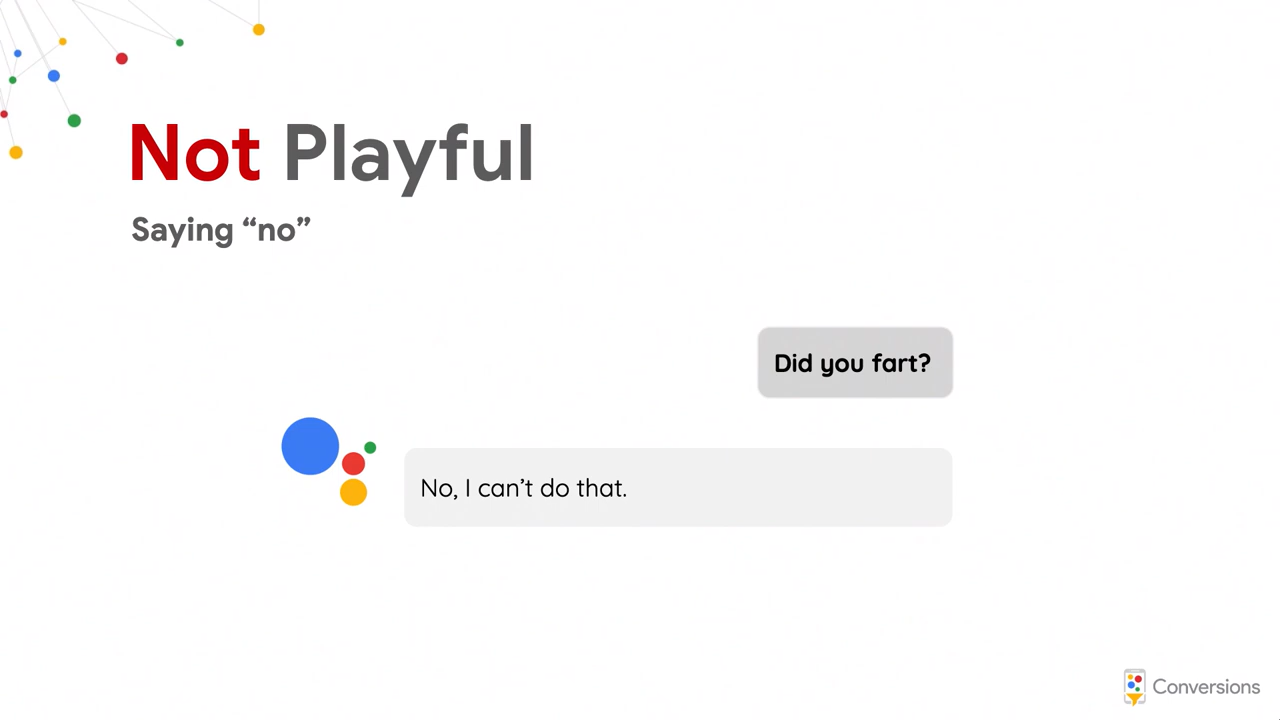 Not Playful
Saying “no”
Did you fart?
No, I can’t do that.
Conversions